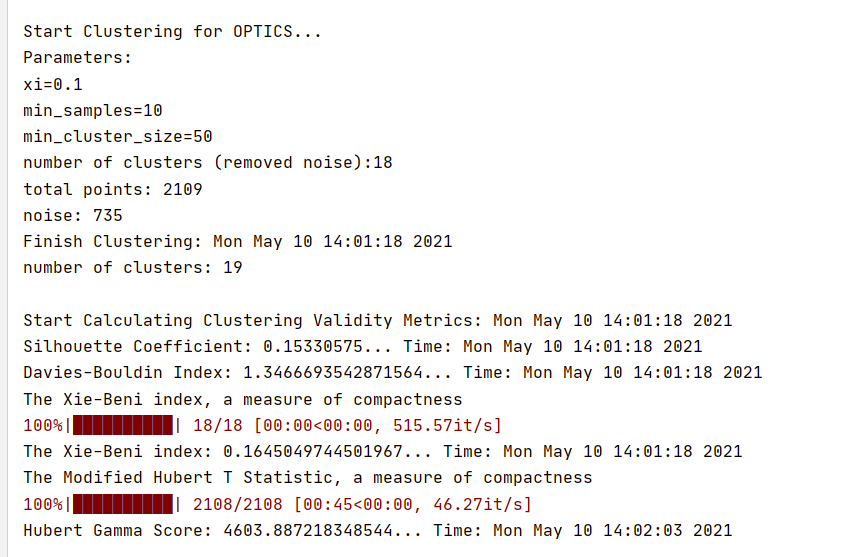 Start Clustering for OPTICS...
Parameters:
xi=0.1
min_samples=10
min_cluster_size=50
number of clusters (removed noise):18
total points: 2109
noise: 735
Finish Clustering: Mon May 10 14:01:18 2021
number of clusters: 19
Start Calculating Clustering Validity Metrics: Mon May 10 14:01:18 2021
Silhouette Coefficient: 0.15330575... Time: Mon May 10 14:01:18 2021
Davies-Bouldin Index: 1.3466693542871564... Time: Mon May 10 14:01:18 2021
The Xie-Beni index, a measure of compactness
100%|██████████| 18/18 [00:00<00:00, 515.57it/s]
The Xie-Beni index: 0.1645049744501967... Time: Mon May 10 14:01:18 2021
The Modified Hubert T Statistic, a measure of compactness
100%|██████████| 2108/2108 [00:45<00:00, 46.27it/s]
Hubert Gamma Score: 4603.887218348544... Time: Mon May 10 14:02:03 2021